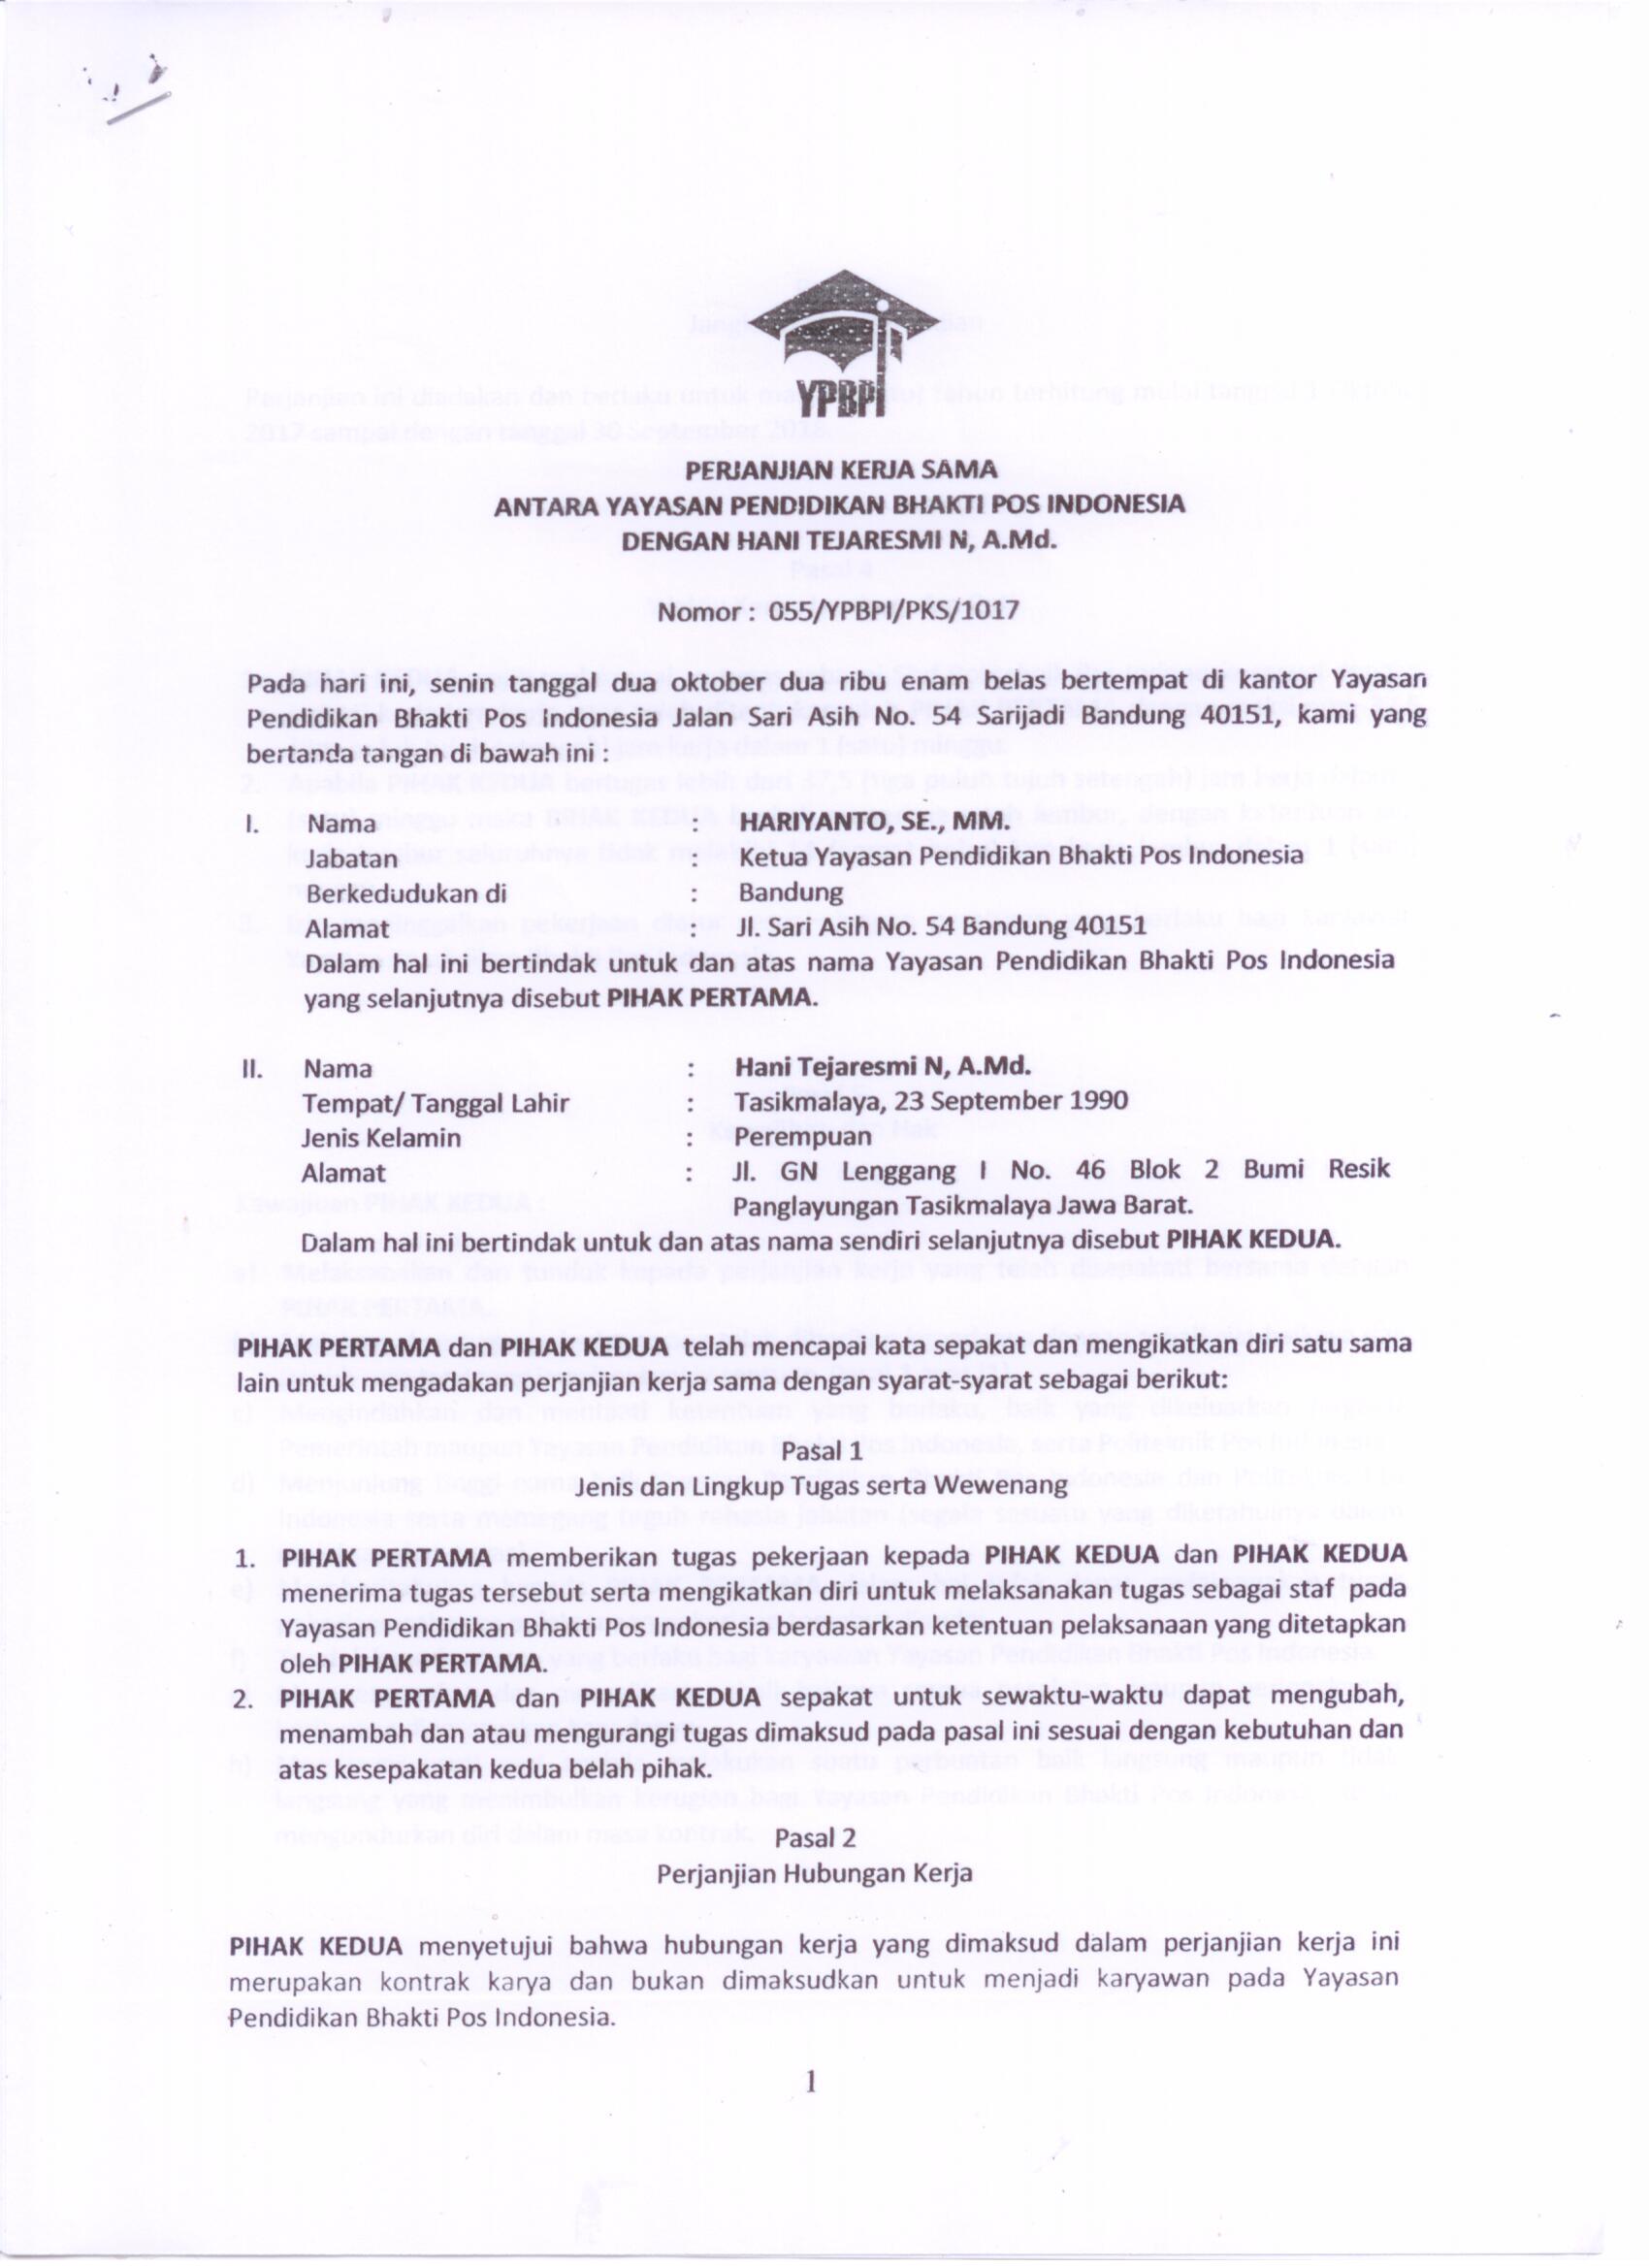 YPBPI
PERJANJIAN KERJA SAMA
ANTARA YAYASAN PENDIDIKAN BHAKTI POS INDONESIA
DENGAN HANI TEJARESMI N, A.Md.
Nomor : 055/YPBPI/PKS/1017
Pada hari ini, senin tanggal dua oktober dua ribu enam belas bertempat di kantor Yayasan
Pendidikan Bhakti Pos Indonesia Jalan Sari Asih No. 54 Sarijadi Bandung 40151, kami yang
bertanda tangan di bawah ini :
I. Nama : HARIYANTO, SE., MM.
Jabatan : Ketua Yayasan Pendidikan Bhakti Pos Indonesia
Berkedudukan di : Bandung
Alamat : Jl. Sari Asih No. 54 Bandung 40151
Dalam hal ini bertindak untuk dan atas nama Yayasan Pendidikan Bhakti Pos Indonesia
yang selanjutnya disebut PIHAK PERTAMA.
II. Nama : Hani Tejaresmi N, A.Md.
Tempat/ Tanggal Lahir : Tasikmalaya, 23 September 1990
Jenis Kelamin : Perempuan
Alamat : Jl. GN Lenggang I No. 46 Blok 2 Bumi Resik
Panglayungan Tasikmalaya Jawa Barat.
Dalam hal ini bertindak untuk dan atas nama sendiri selanjutnya disebut PIHAK KEDUA.
PIHAK PERTAMA dan PIHAK KEDUA telah mencapai kata sepakat dan mengikatkan diri satu sama
lain untuk mengadakan perjanjian kerja sama dengan syarat-syarat sebagai berikut:
Pasal 1
Jenis dan Lingkup Tugas serta Wewenang
1. PIHAK PERTAMA memberikan tugas pekerjaan kepada PIHAK KEDUA dan PIHAK KEDUA
menerima tugas tersebut serta mengikatkan diri untuk melaksanakan tugas sebagai staf pada
Yayasan Pendidikan Bhakti Pos Indonesia berdasarkan ketentuan pelaksanaan yang ditetapkan
oleh PIHAK PERTAMA.
2. PIHAK PERTAMA dan PIHAK KEDUA sepakat untuk sewaktu-waktu dapat mengubah,
menambah dan atau mengurangi tugas dimaksud pada pasal ini sesuai dengan kebutuhan dan
atas kesepakatan kedua belah pihak.
Pasal 2
Perjanjian Hubungan Kerja
PIHAK KEDUA menyetujui bahwa hubungan kerja yang dimaksud dalam perjanjian kerja ini
merupakan kontrak karya dan bukan dimaksudkan untuk menjadi karyawan pada Yayasan
Pendidikan Bhakti Pos Indonesia.
1